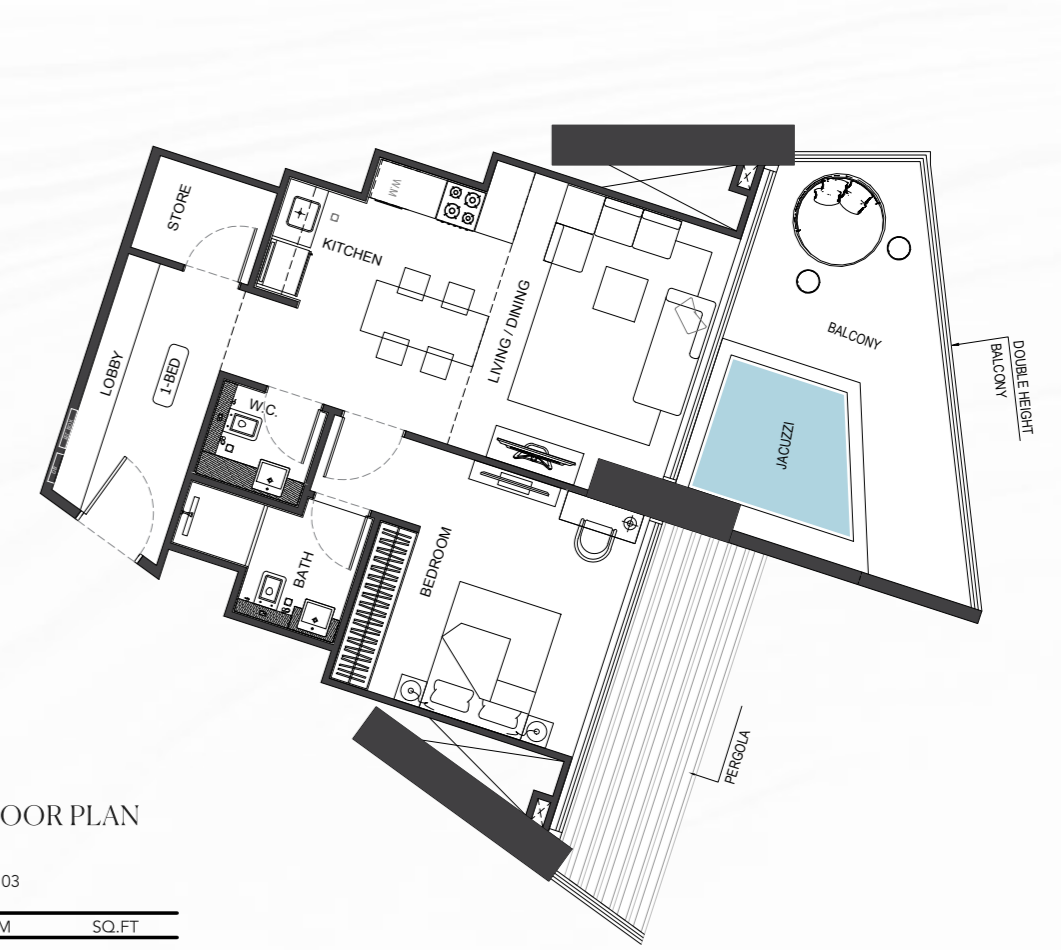 STORE
W.M
KITCHEN
LIVING / DINING
LOBBY
1-BED
W.C.
BALCONY
DOUBLE HEIGHT
BALCONY
JACUZZI
BATH
BEDROOM
PERGOLA
OOR PLAN
03
M SQ.FT